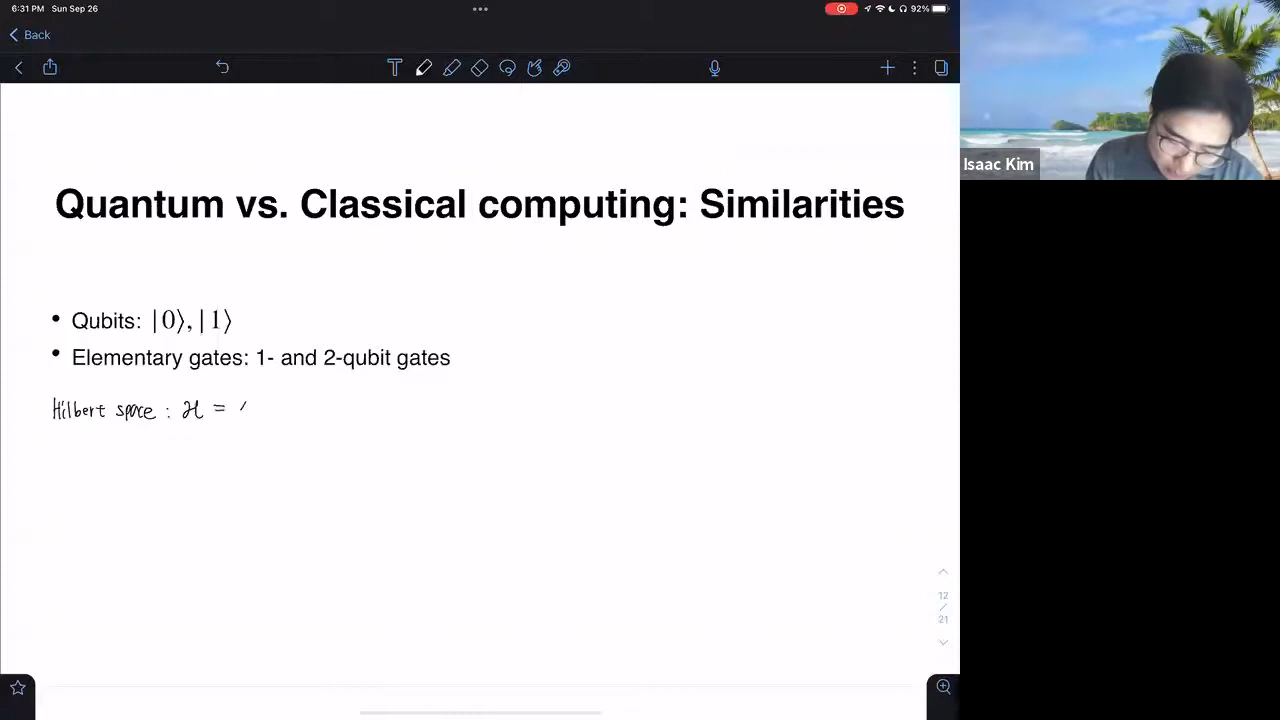 6:31 PM Sun Sep 26
92%
Back
Isaac Kim
Quantum vs. Classical computing: Similarities
• Qubits: |0⟩, |1⟩
• Elementary gates: 1- and 2-qubit gates
Hilbert space : ℋ =
12
/
21